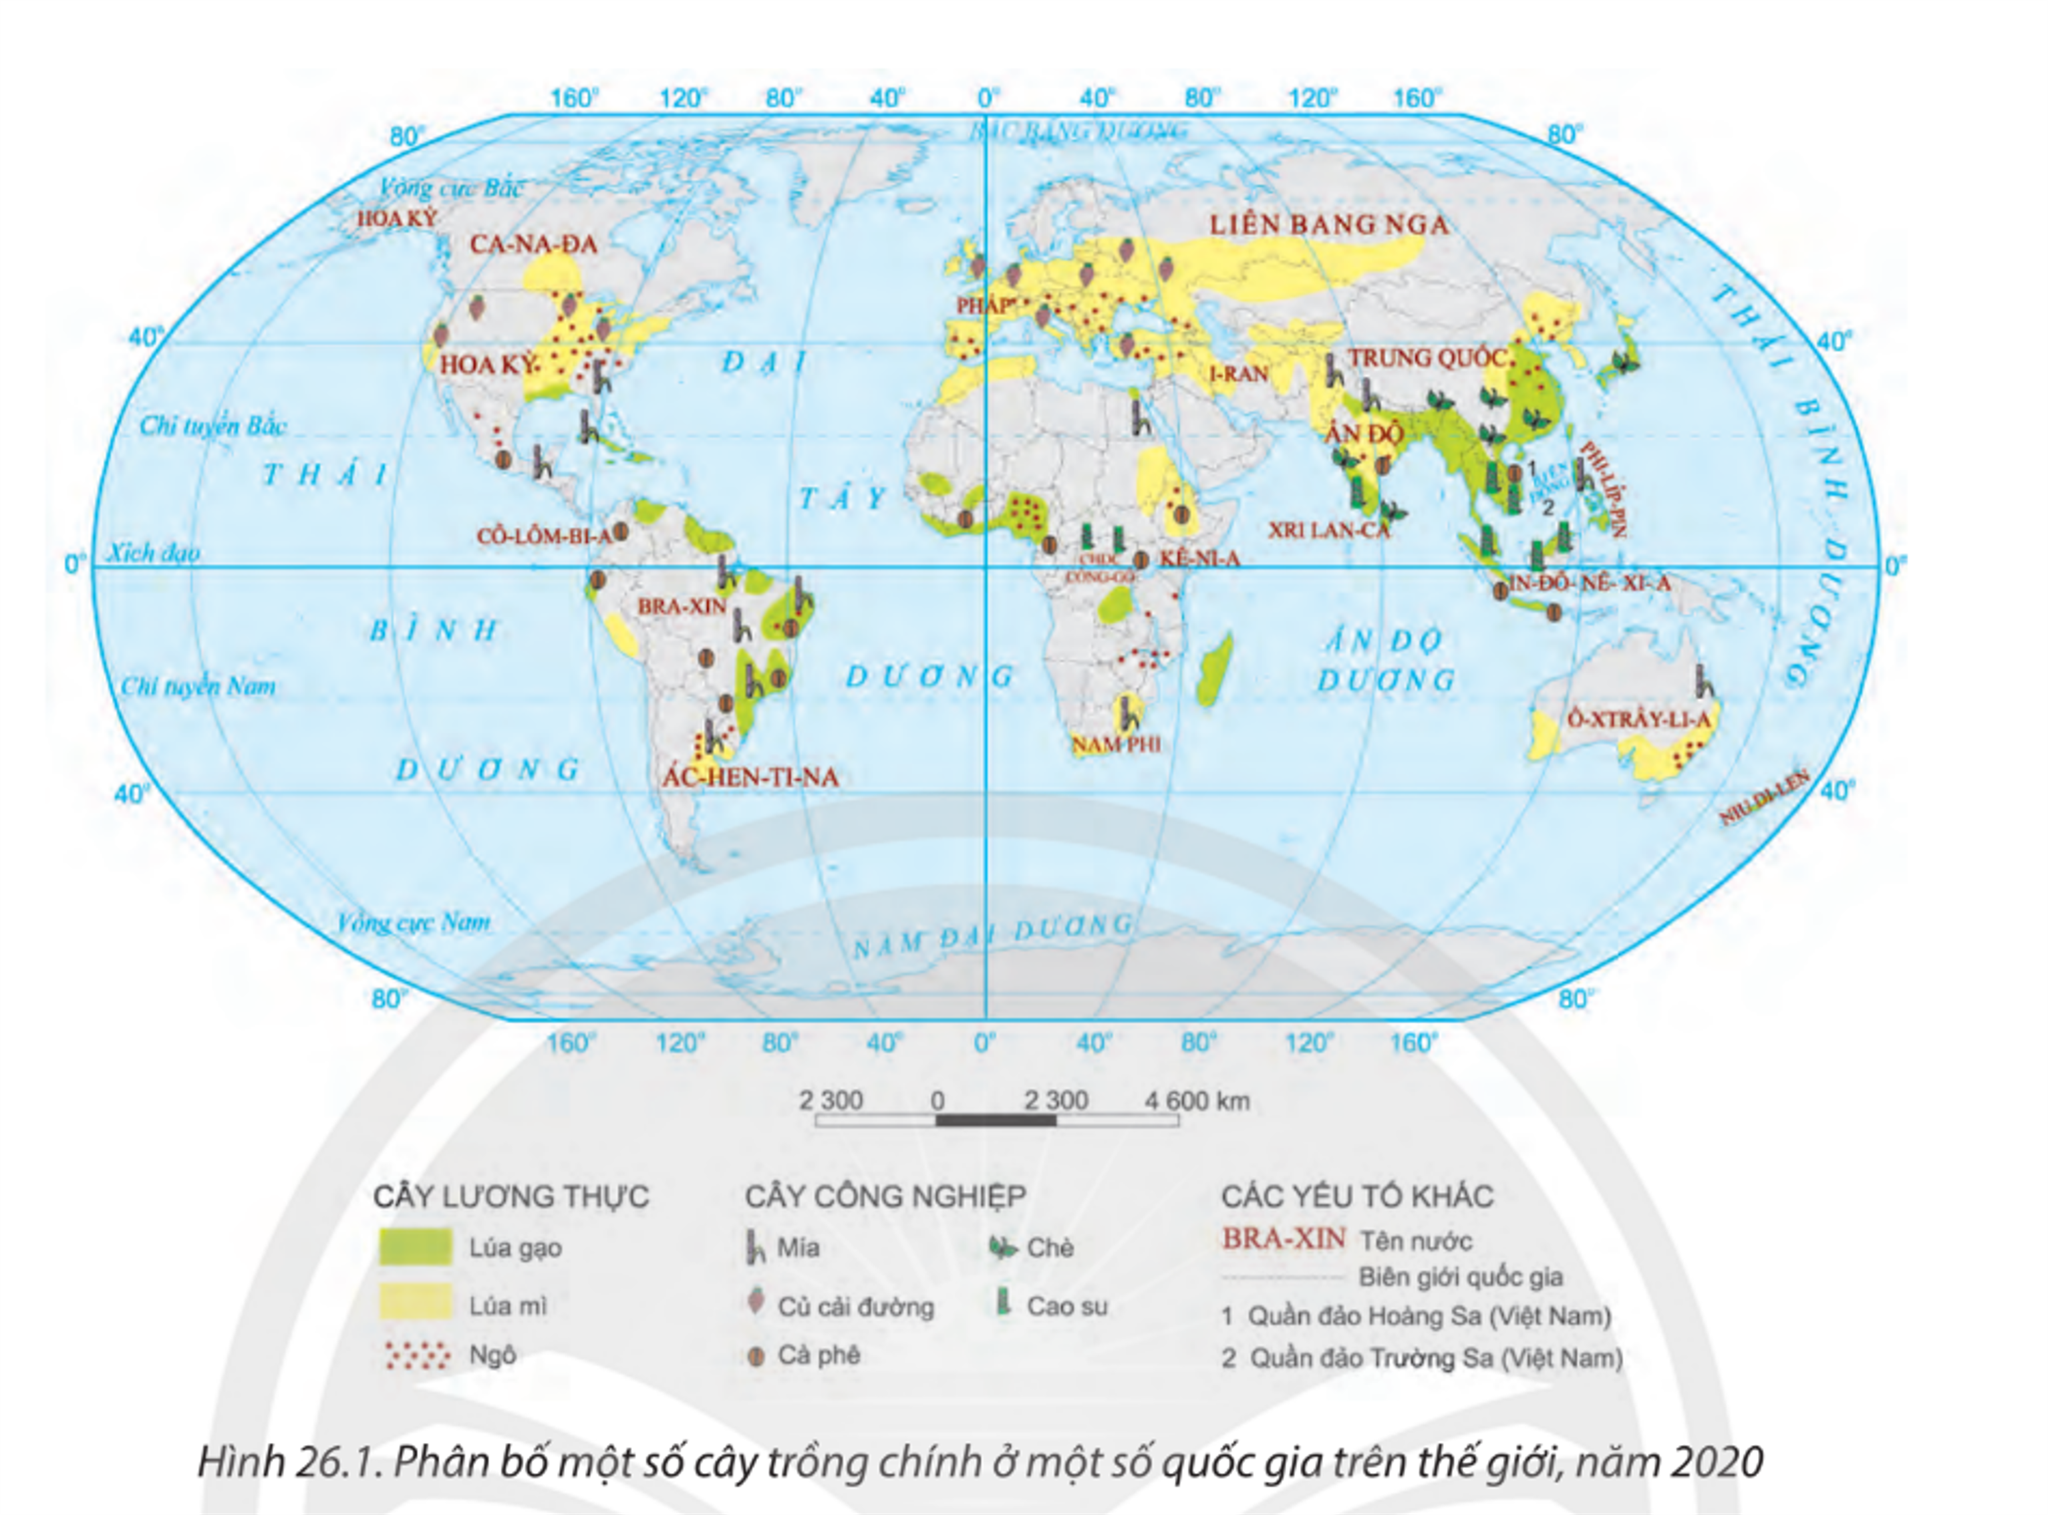 160° 120° 80° 40° 0° 40° 80° 120° 160°
80° 80°
BẮC BĂNG DƯƠNG
Vòng cực Bắc
HOA KỲ
CA-NA-ĐA
LIÊN BANG NGA
PHÁP
40° 40°
HOA KỲ
ĐẠI
I-RAN
TRUNG QUỐC
THÁI BÌNH DƯƠNG
Chí tuyến Bắc
ẤN ĐỘ
THÁI
TÂY
1
BIỂN ĐÔNG
2
PHI-LÍP-PIN
CÔ-LÔM-BI-A
XRI LAN-CA
0° Xích đạo 0°
CHDC
CÔNG-GÔ
KÊ-NI-A
IN-ĐÔ-NÊ-XI-A
BRA-XIN
BÌNH
ẤN ĐỘ
DƯƠNG
DƯƠNG
Chí tuyến Nam
Ô-XTRÂY-LI-A
NAM PHI
DƯƠNG
ÁC-HEN-TI-NA
40° 40°
NIU DI-LEN
Vòng cực Nam
NAM ĐẠI DƯƠNG
80° 80°
160° 120° 80° 40° 0° 40° 80° 120° 160°
2 300 0 2 300 4 600 km
CÂY LƯƠNG THỰC
Lúa gạo
Lúa mì
Ngô
CÂY CÔNG NGHIỆP
Mía
Củ cải đường
Cà phê
Chè
Cao su
CÁC YẾU TỐ KHÁC
BRA-XIN Tên nước
Biên giới quốc gia
1 Quần đảo Hoàng Sa (Việt Nam)
2 Quần đảo Trường Sa (Việt Nam)
Hình 26.1. Phân bố một số cây trồng chính ở một số quốc gia trên thế giới, năm 2020